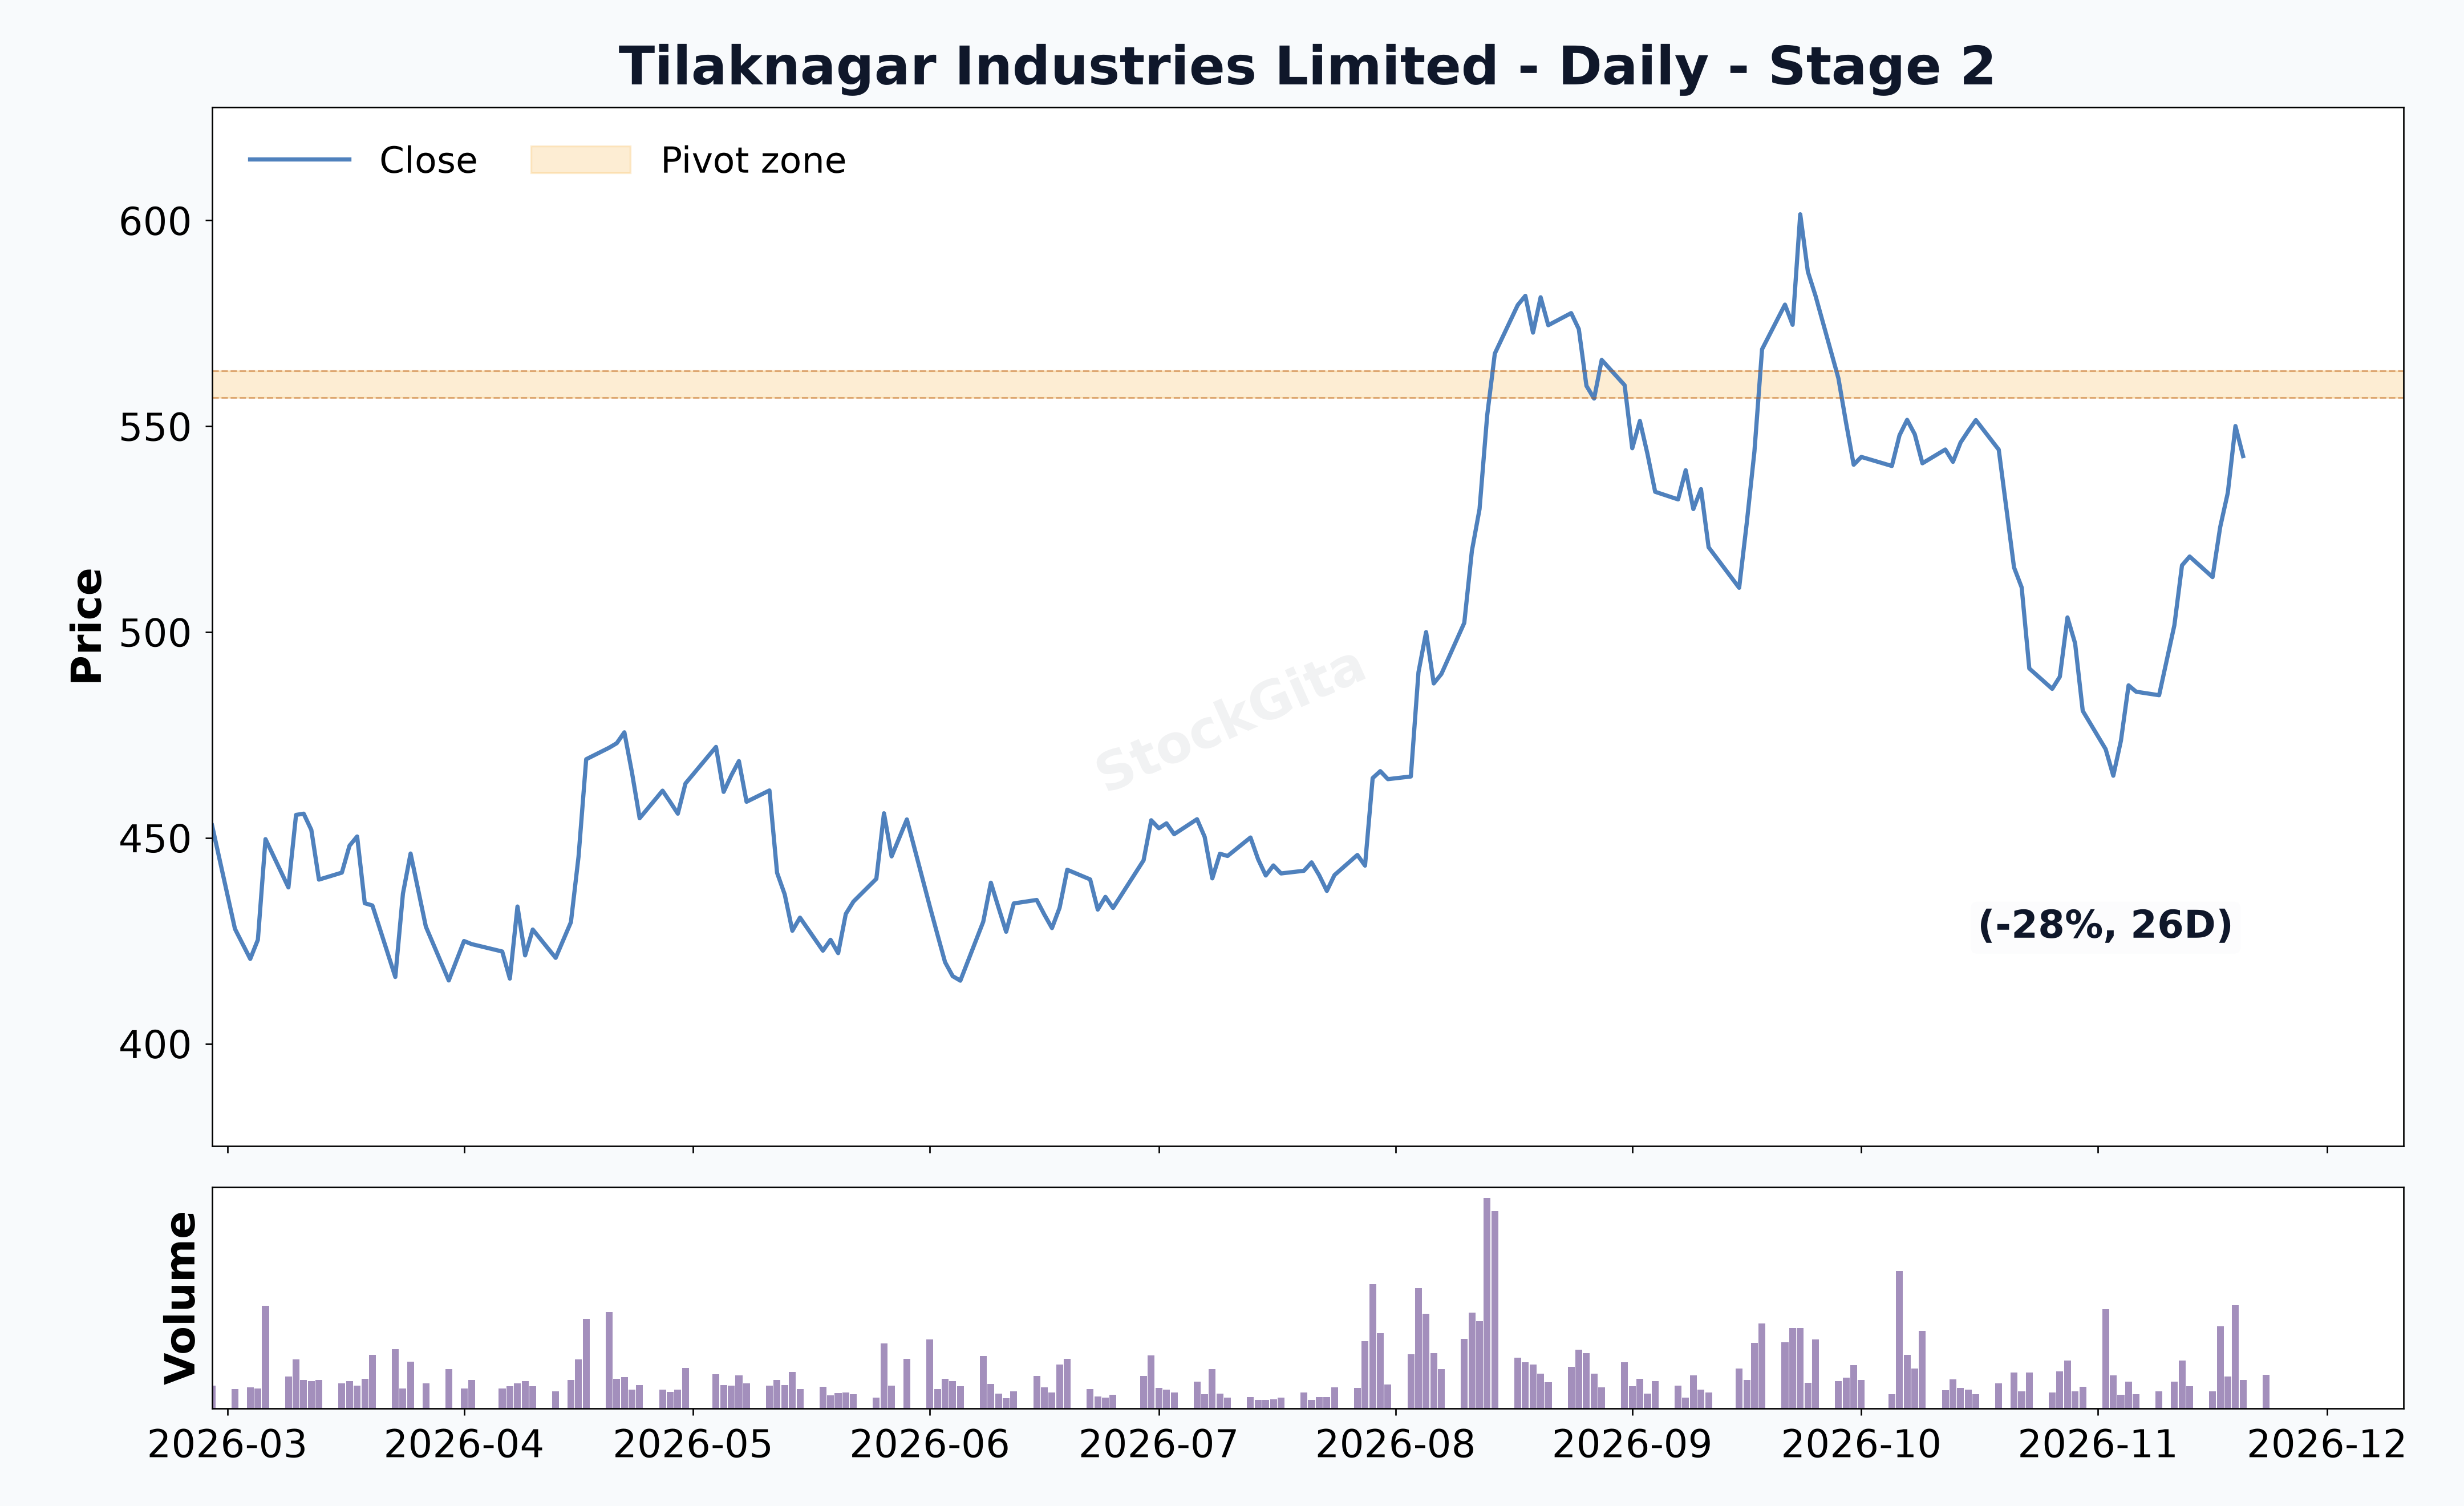 Tilaknagar Industries Limited - Daily - Stage 2
Close
Pivot zone
600
550
500
450
400
Price
StockGita
(-28%, 26D)
Volume
2026-03
2026-04
2026-05
2026-06
2026-07
2026-08
2026-09
2026-10
2026-11
2026-12